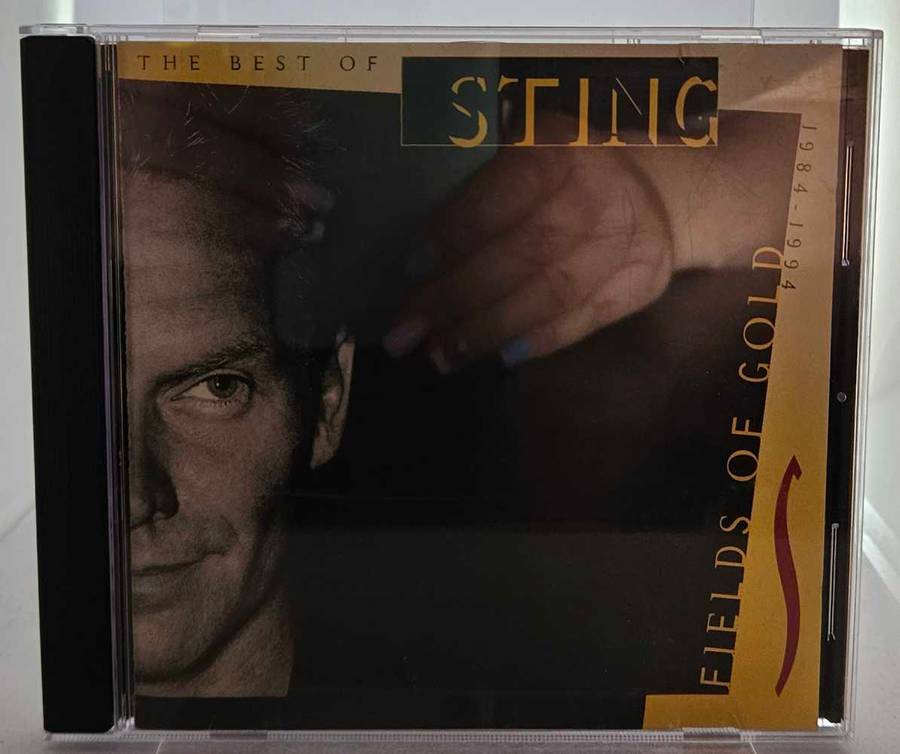 THE BEST OF
STING
1984-1994
FIELDS OF GOLD